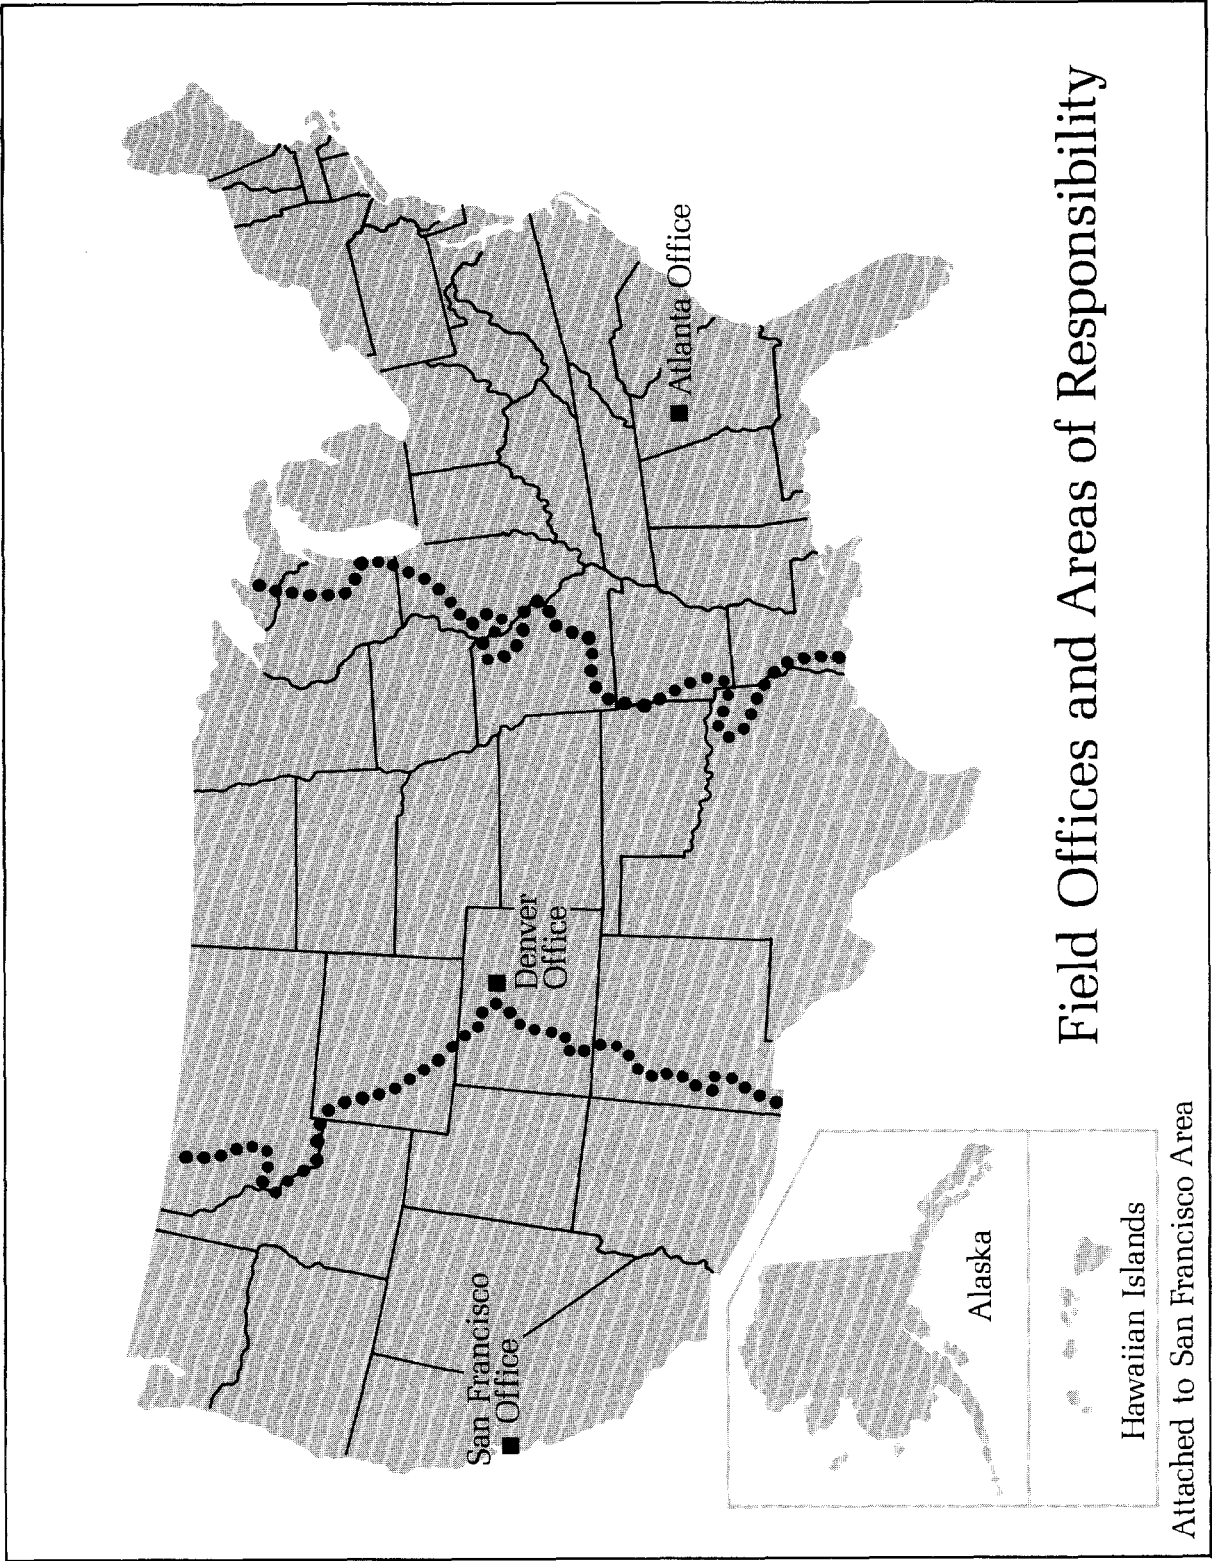 San Francisco
Office
Denver
Office
Atlanta Office
Alaska
Hawaiian Islands
Attached to San Francisco Area
Field Offices and Areas of Responsibility